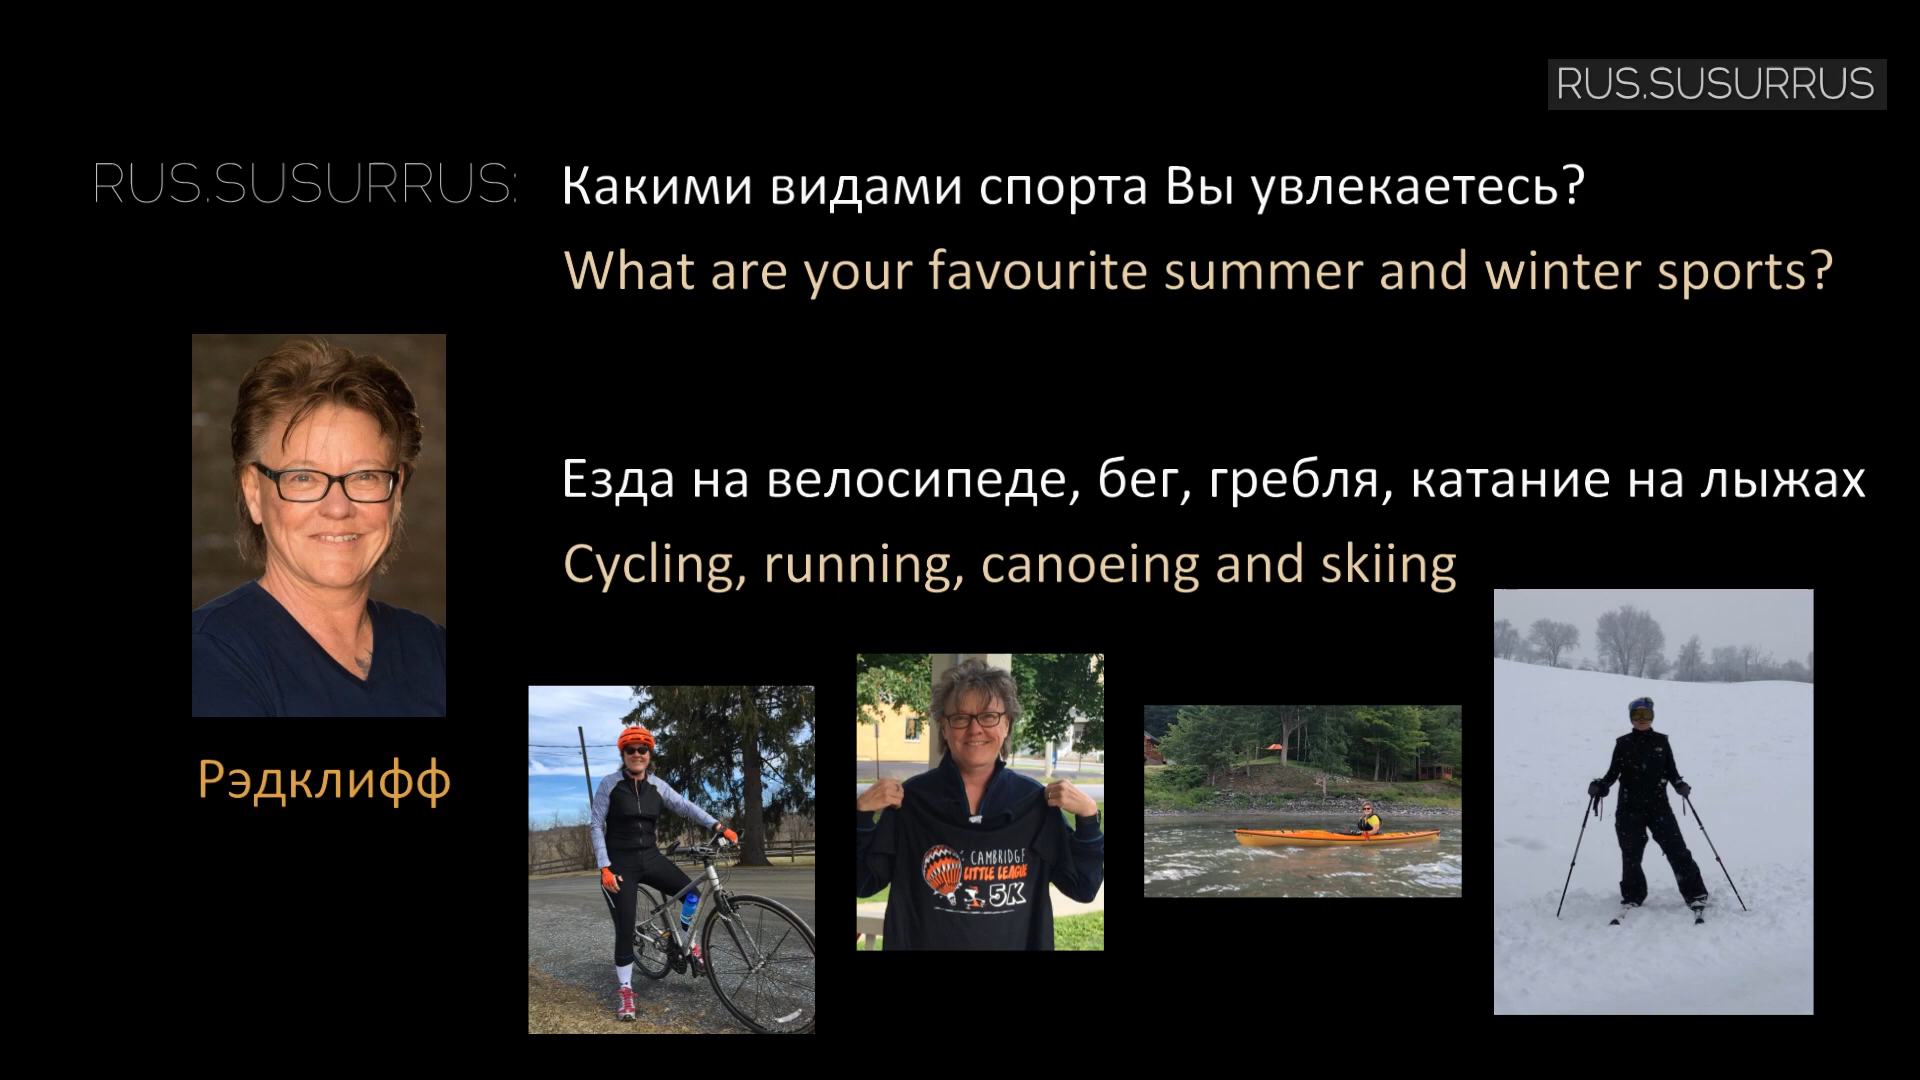 RUS.SUSURRUS
RUS.SUSURRUS: Какими видами спорта Вы увлекаетесь?
What are your favourite summer and winter sports?
Езда на велосипеде, бег, гребля, катание на лыжах
Cycling, running, canoeing and skiing
Рэдклифф
CAMBRIDGE
LITTLE LEAGUE
5K